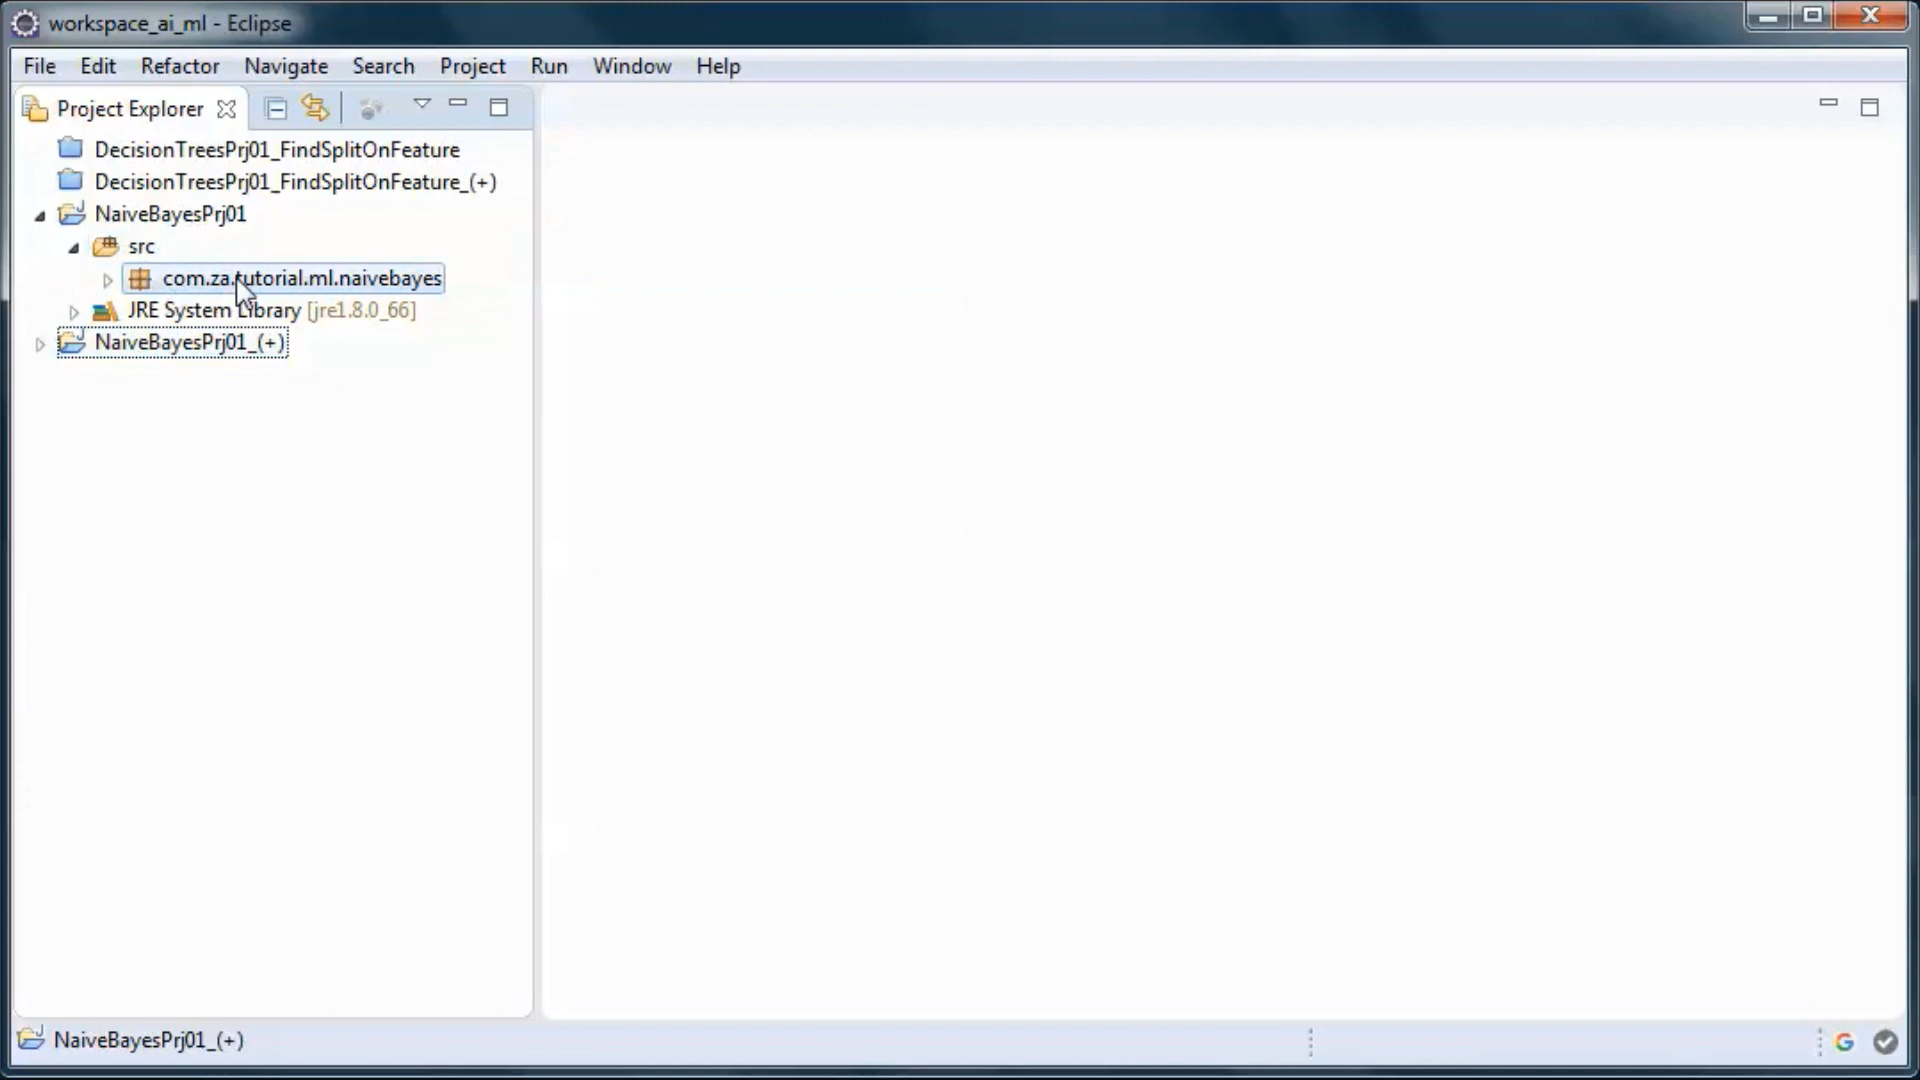 workspace_ai_ml - Eclipse
File Edit Refactor Navigate Search Project Run Window Help
Project Explorer
DecisionTreesPrj01_FindSplitOnFeature
DecisionTreesPrj01_FindSplitOnFeature_(+)
NaiveBayesPrj01
src
com.za.tutorial.ml.naivebayes
JRE System Library [jre1.8.0_66]
NaiveBayesPrj01_(+)
NaiveBayesPrj01_(+)
G